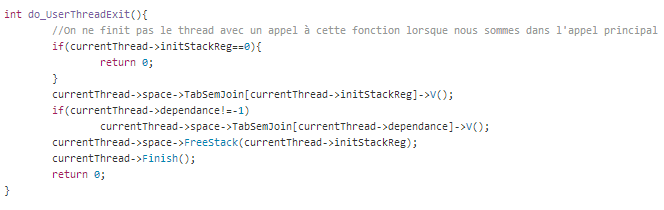 int do_UserThreadExit(){
//On ne finit pas le thread avec un appel à cette fonction lorsque nous sommes dans l'appel principal
if(currentThread->initStackReg==0){
return 0;
}
currentThread->space->TabSemJoin[currentThread->initStackReg]->V();
if(currentThread->dependance!=-1)
currentThread->space->TabSemJoin[currentThread->dependance]->V();
currentThread->space->FreeStack(currentThread->initStackReg);
currentThread->Finish();
return 0;
}